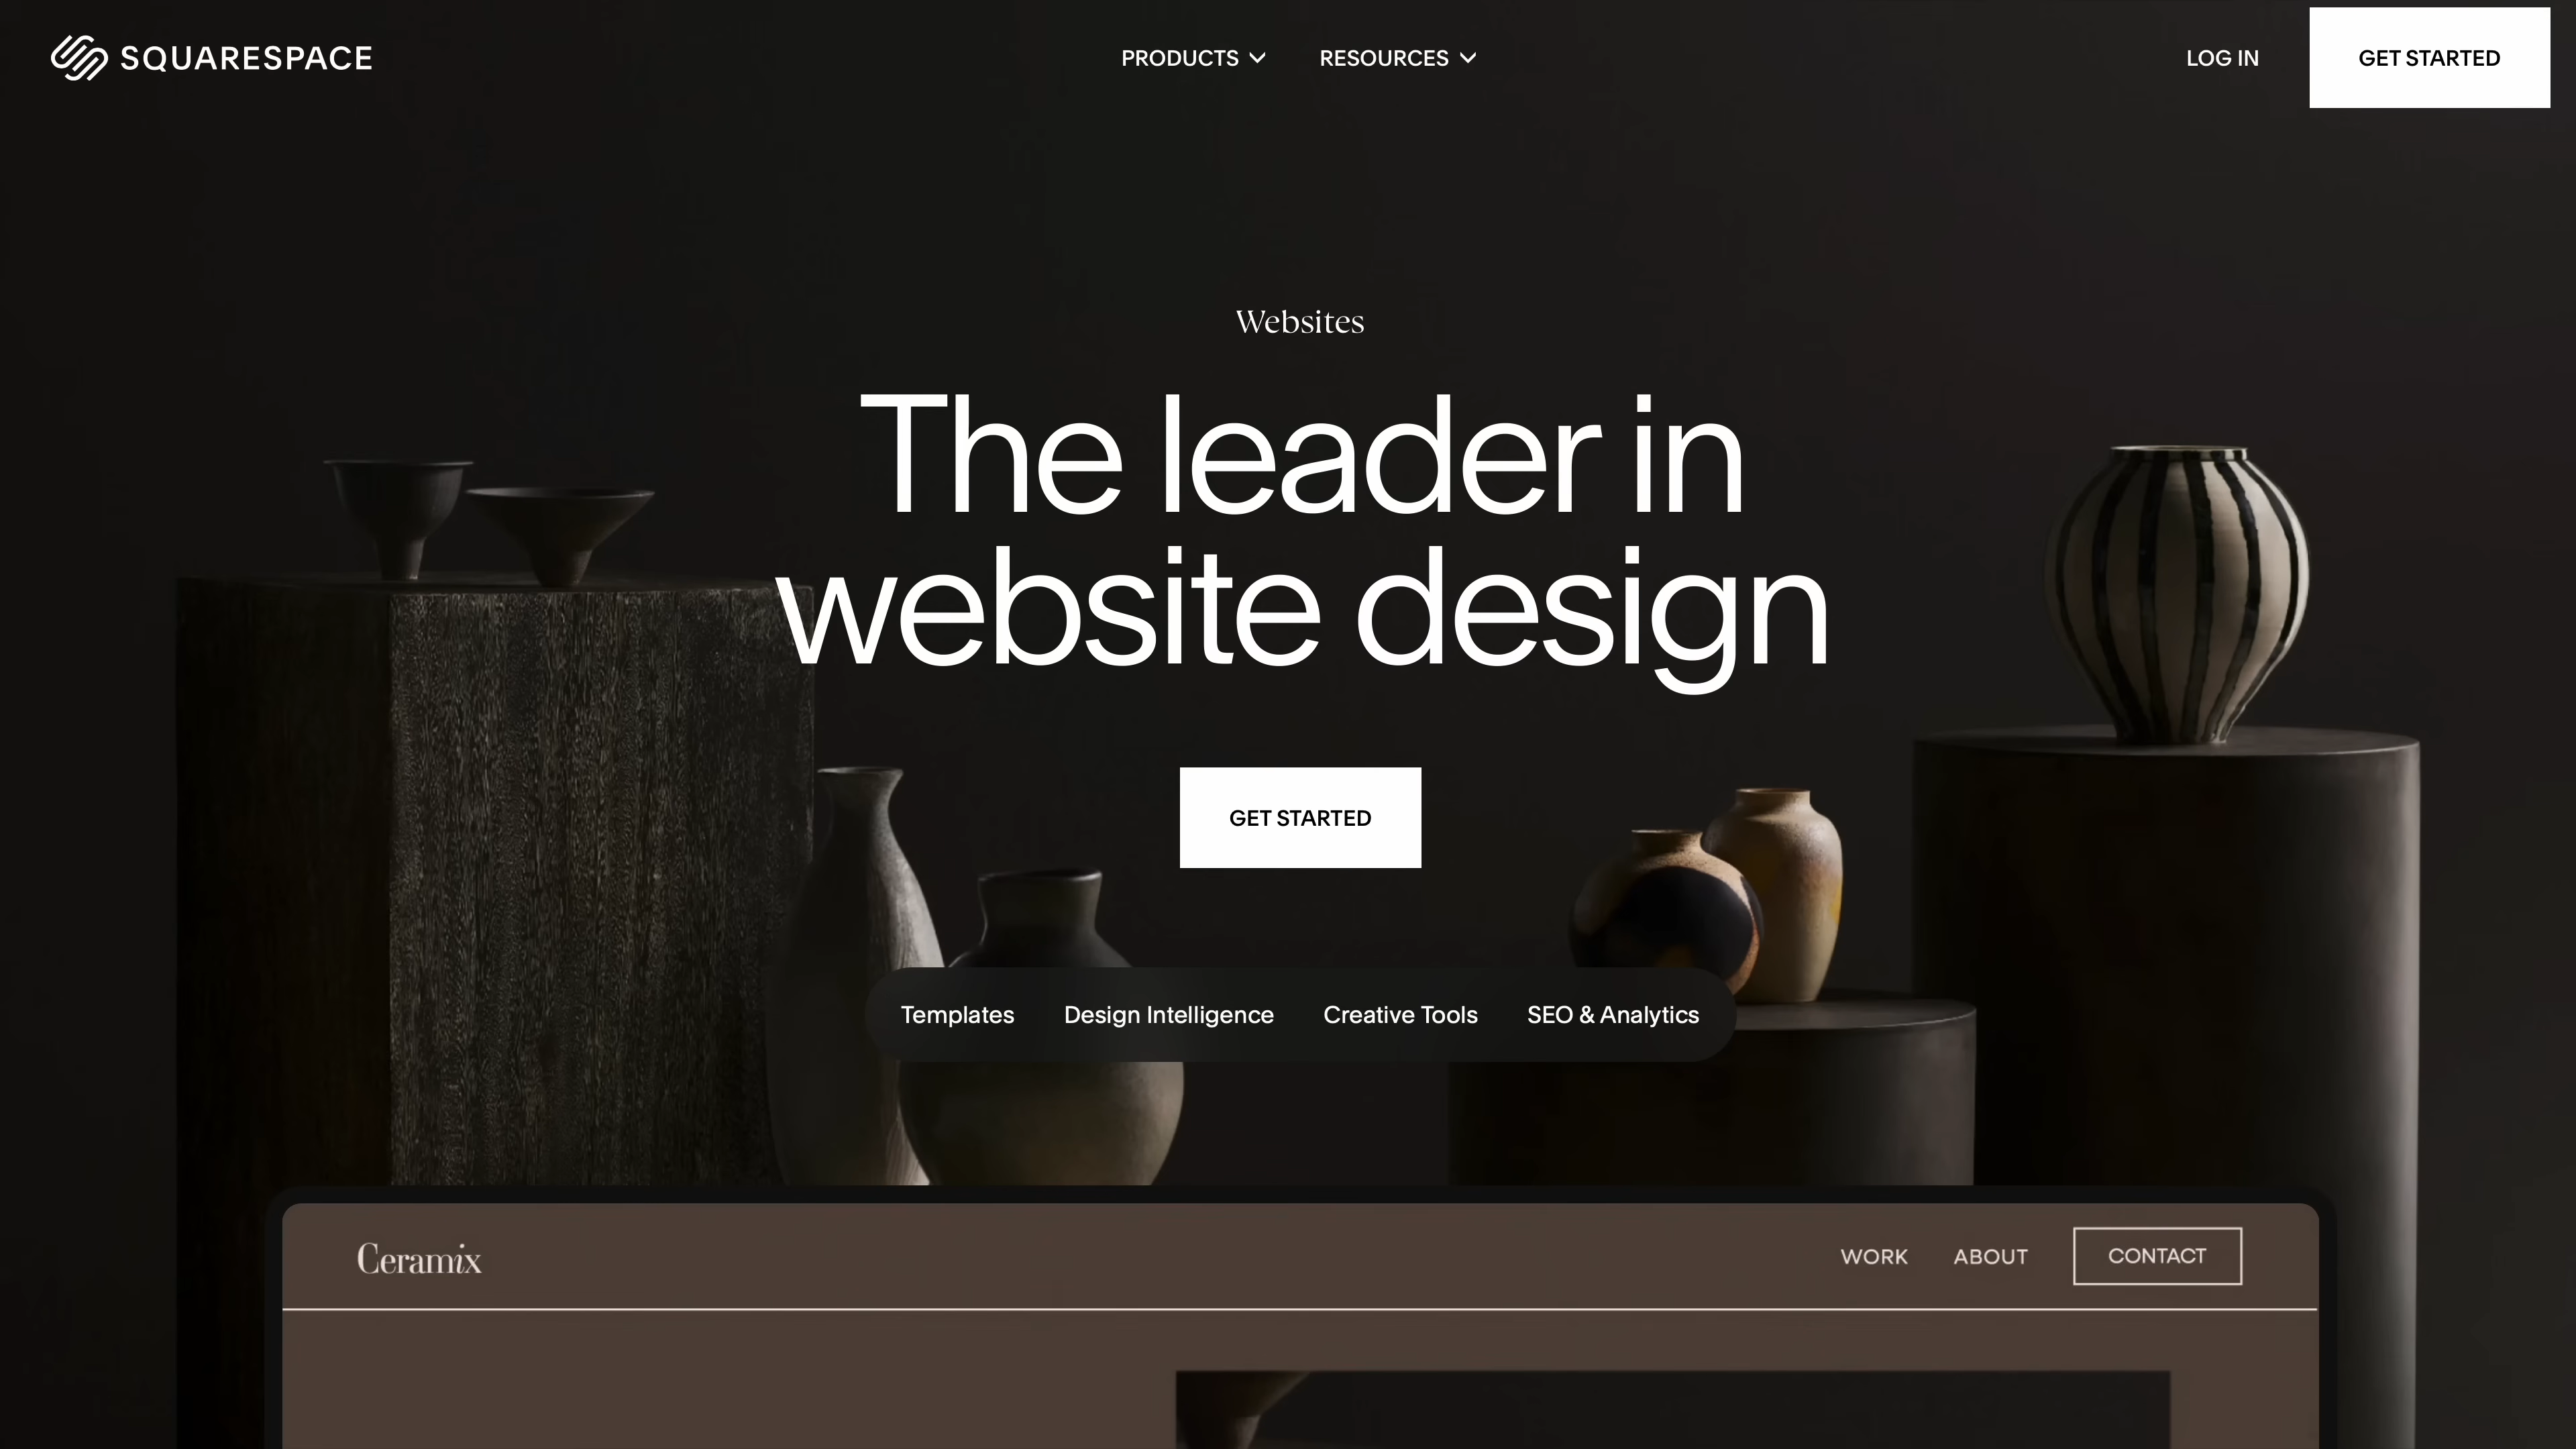 SQUARESPACE
PRODUCTS
RESOURCES
LOG IN
GET STARTED
Websites
The leader in
website design
GET STARTED
Templates
Design Intelligence
Creative Tools
SEO & Analytics
Ceramix
WORK
ABOUT
CONTACT